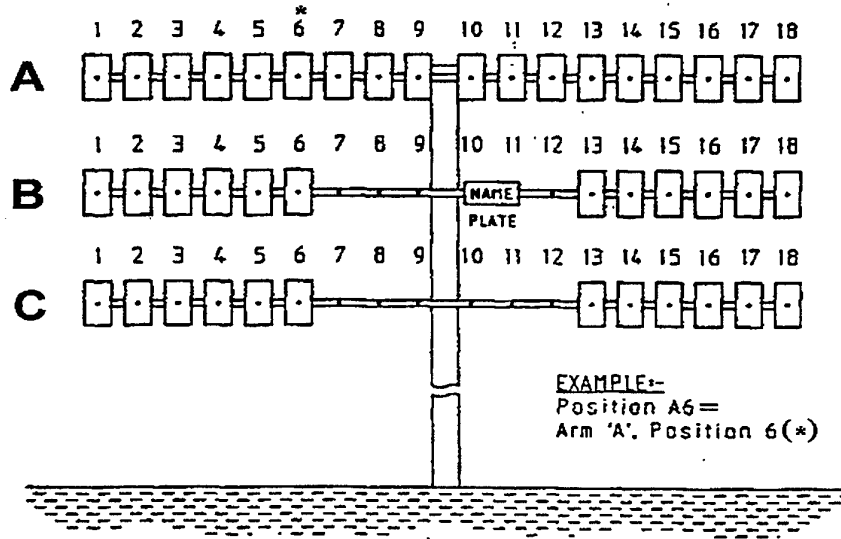 *
1 2 3 4 5 6 7 8 9 10 11 12 13 14 15 16 17 18
A
1 2 3 4 5 6 7 8 9 10 11 12 13 14 15 16 17 18
B
NAME
PLATE
1 2 3 4 5 6 7 8 9 10 11 12 13 14 15 16 17 18
C
EXAMPLE:-
Position A6=
Arm 'A'. Position 6(*)